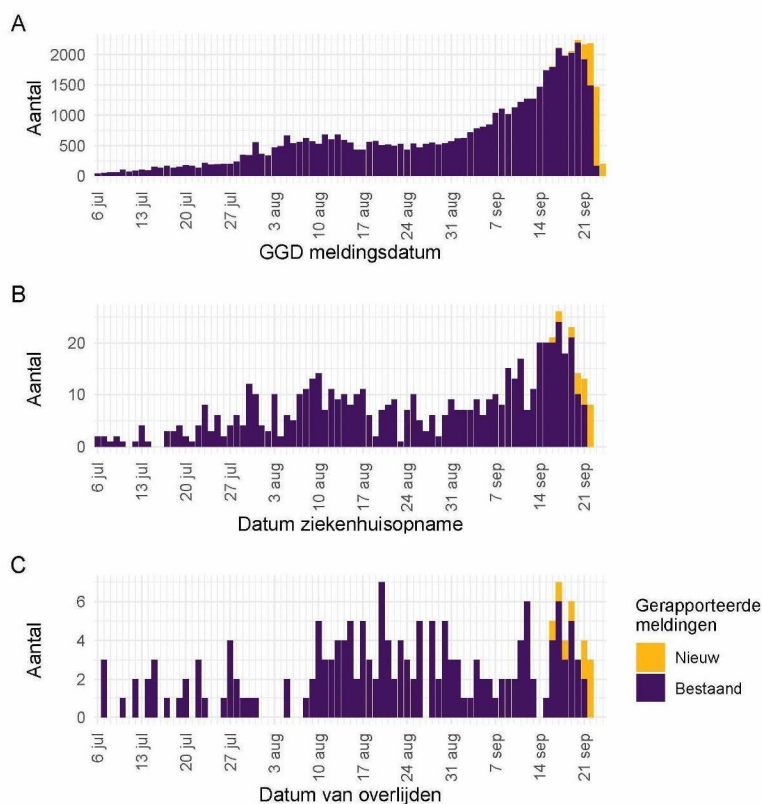 A
Aantal
2000
1500
1000
500
0
6 jul
13 jul
20 jul
27 jul
3 aug
10 aug
17 aug
24 aug
31 aug
7 sep
14 sep
21 sep
GGD meldingsdatum
B
Aantal
20
10
0
6 jul
13 jul
20 jul
27 jul
3 aug
10 aug
17 aug
24 aug
31 aug
7 sep
14 sep
21 sep
Datum ziekenhuisopname
C
Aantal
6
4
2
0
6 jul
13 jul
20 jul
27 jul
3 aug
10 aug
17 aug
24 aug
31 aug
7 sep
14 sep
21 sep
Datum van overlijden
Gerapporteerde
meldingen
Nieuw
Bestaand